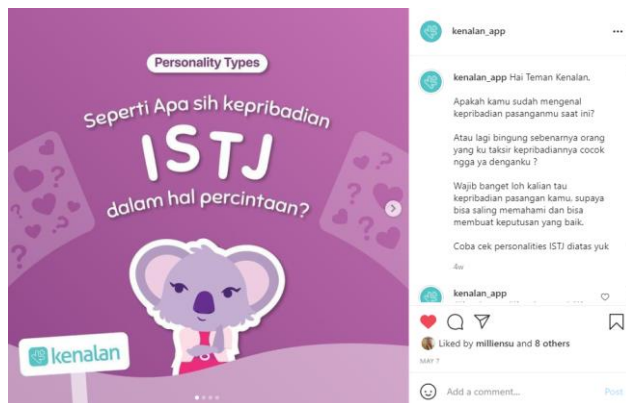 Personality Types
Seperti Apa sih kepribadian
ISTJ
dalam hal percintaan?
kenalan
kenalan_app
kenalan_app Hai Teman Kenalan,
Apakah kamu sudah mengenal
kepribadian pasanganmu saat ini?
Atau lagi bingung sebenarnya orang
yang ku taksir kepribadiannya cocok
ngga ya denganku ?
Wajib banget loh kalian tau
kepribadian pasangan kamu, supaya
bisa saling memahami dan bisa
membuat keputusan yang baik.
Coba cek personalities ISTJ diatas yuk
4w
kenalan_app
Liked by milliensu and 8 others
MAY 7
Add a comment...
Post